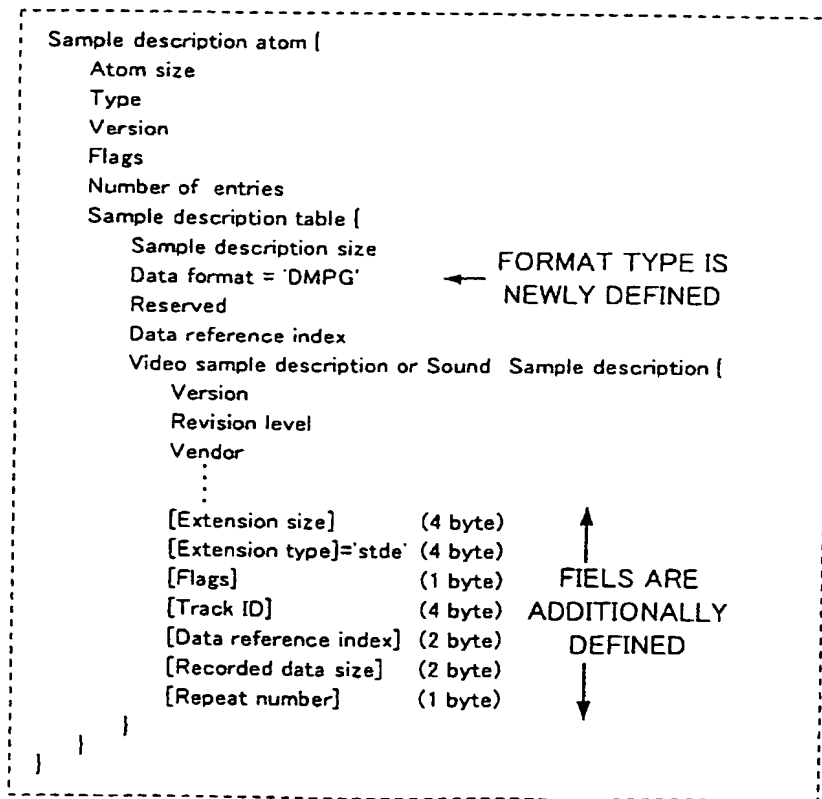 Sample description atom {
Atom size
Type
Version
Flags
Number of entries
Sample description table {
Sample description size
Data format = 'DMPG'
FORMAT TYPE IS
NEWLY DEFINED
Reserved
Data reference index
Video sample description or Sound Sample description {
Version
Revision level
Vendor
[Extension size] (4 byte)
[Extension type]='stde' (4 byte)
[Flags] (1 byte)
[Track ID] (4 byte)
[Data reference index] (2 byte)
[Recorded data size] (2 byte)
[Repeat number] (1 byte)
FIELS ARE
ADDITIONALLY
DEFINED
}
}
}